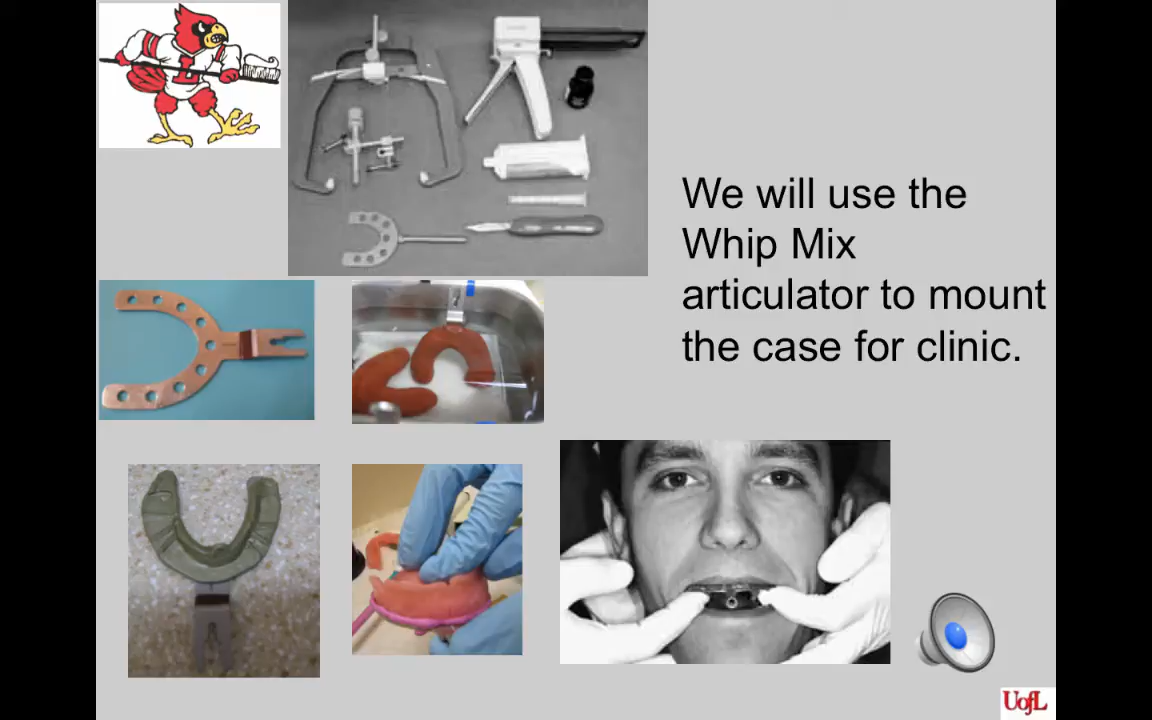 We will use the
Whip Mix
articulator to mount
the case for clinic.
UofL